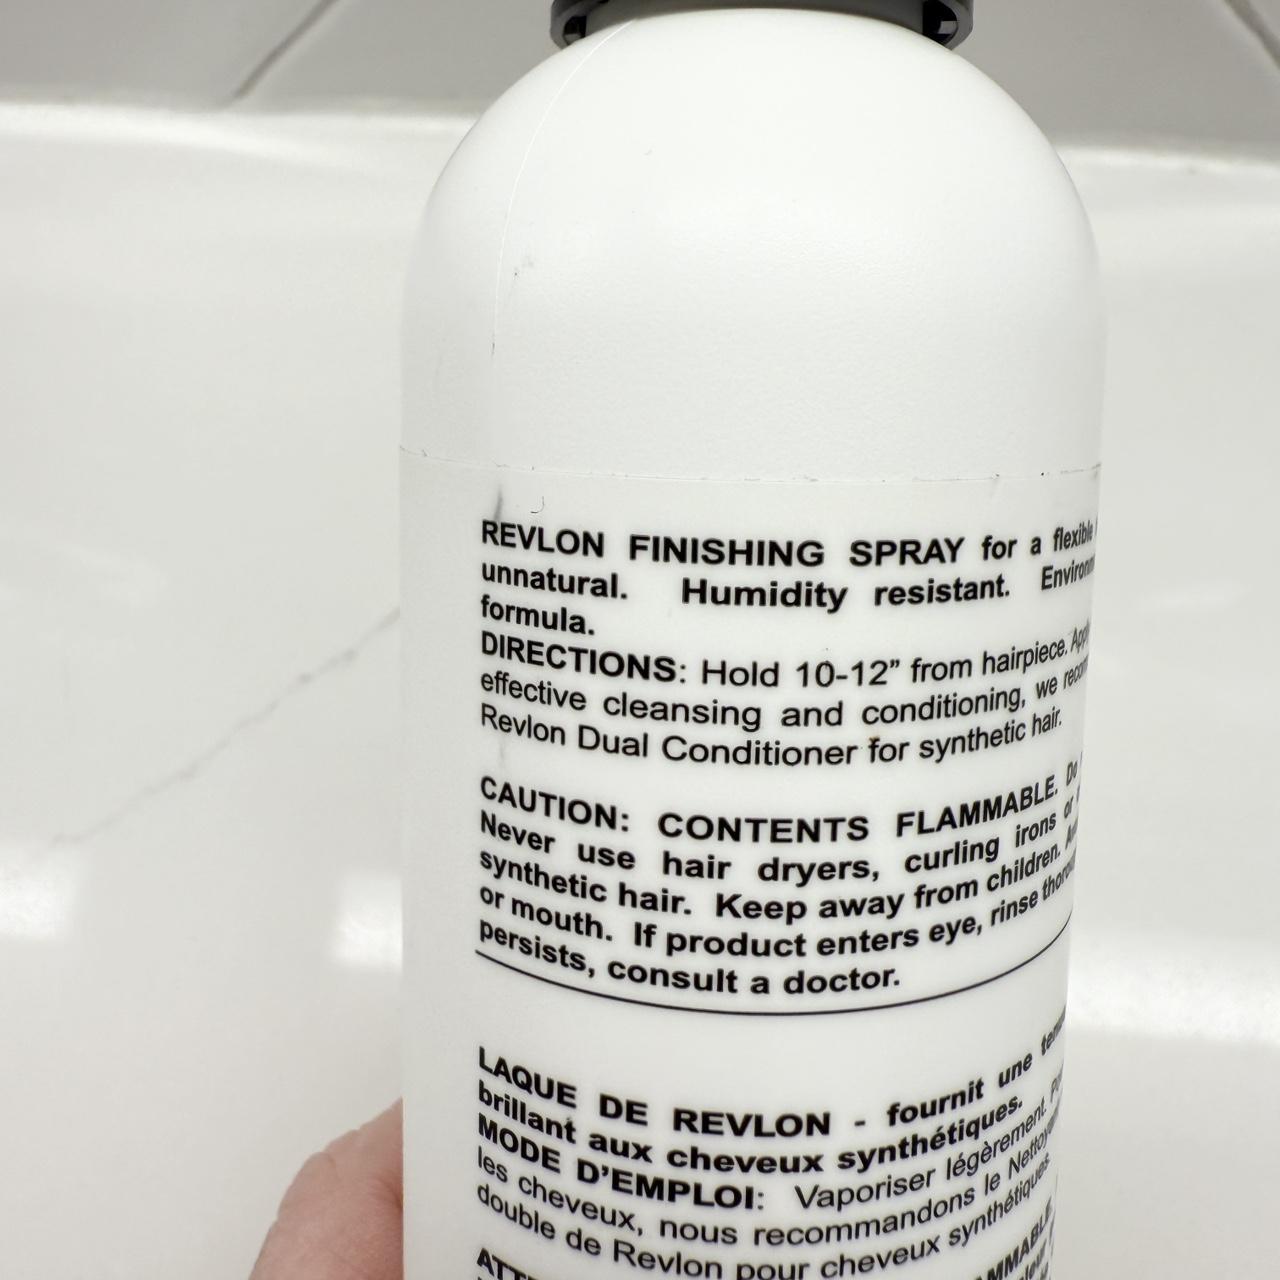 REVLON FINISHING SPRAY for a flexible
unnatural. Humidity resistant.
formula.
DIRECTIONS: Hold 10-12” from hairpiece.
effective cleansing and conditioning, we
Revlon Dual Conditioner for synthetic hair.
CAUTION: CONTENTS FLAMMABLE. Do
Never use hair dryers, curling irons or
synthetic hair. Keep away from children.
or mouth. If product enters eye, rinse
persists, consult a doctor.
LAQUE DE REVLON - fournit une
brillant aux cheveux synthétiques.
MODE D’EMPLOI: Vaporiser légèrement.
les cheveux, nous recommandons le
double de Revlon pour cheveux synthétiques.